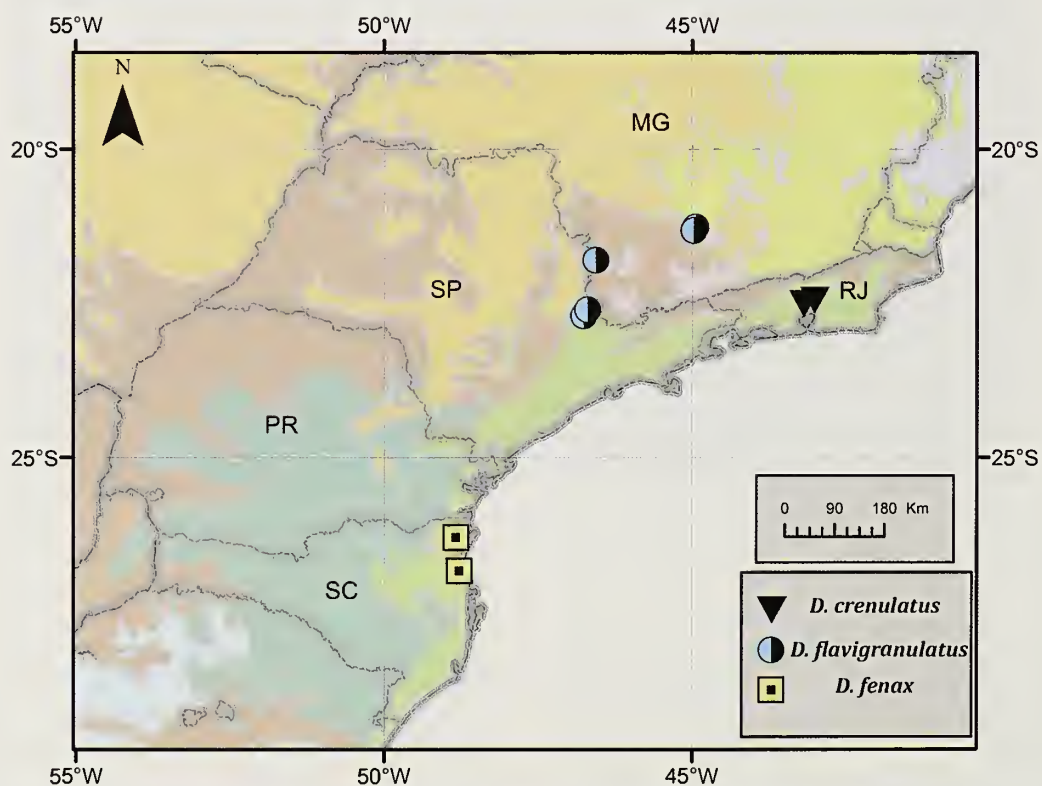 55°W 50°W 45°W
N
MG
20°S 20°S
SP
RJ
PR
25°S 25°S
0 90 180 Km
SC
D. crenulatus
D. flavigranulatus
D. fenax
55°W 50°W 45°W